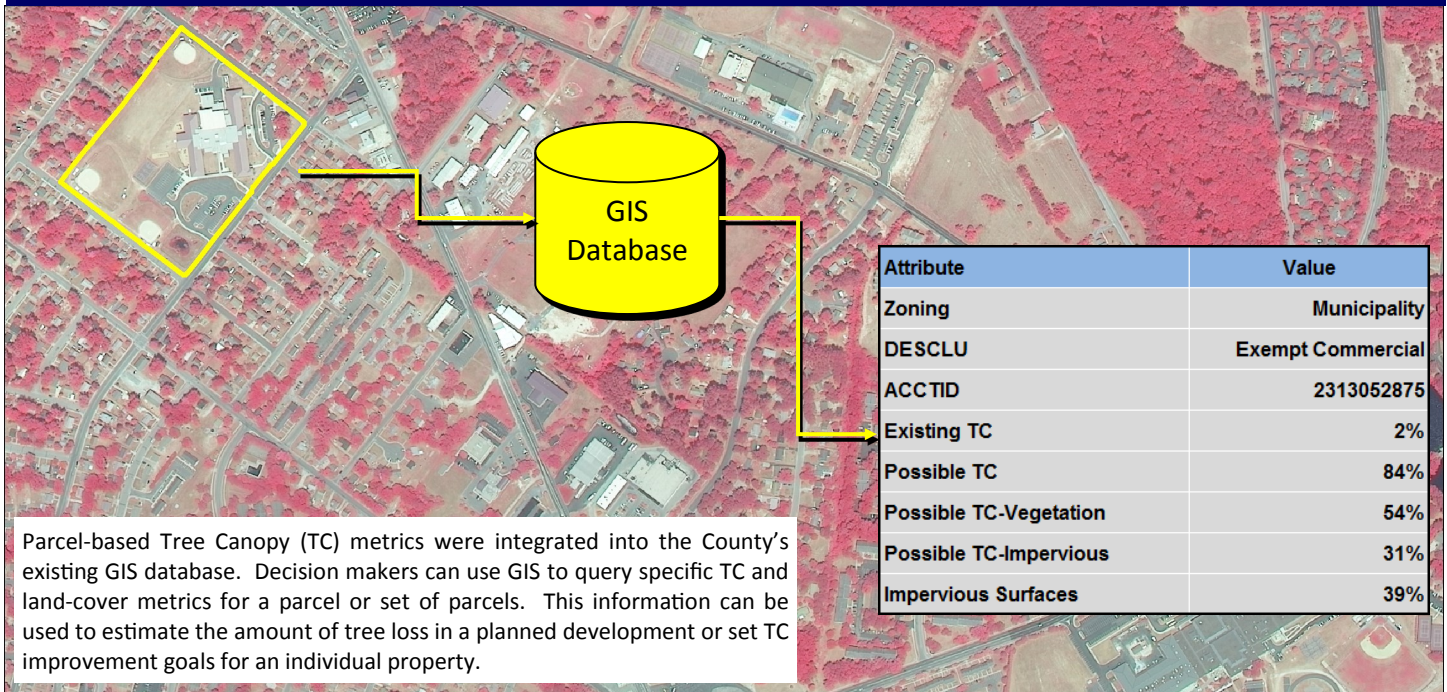 GIS
Database
Attribute Value
Zoning Municipality
DESCLU Exempt Commercial
ACCTID 2313052875
Existing TC 2%
Possible TC 84%
Possible TC-Vegetation 54%
Possible TC-Impervious 31%
Impervious Surfaces 39%
Parcel-based Tree Canopy (TC) metrics were integrated into the County's
existing GIS database. Decision makers can use GIS to query specific TC and
land-cover metrics for a parcel or set of parcels. This information can be
used to estimate the amount of tree loss in a planned development or set TC
improvement goals for an individual property.